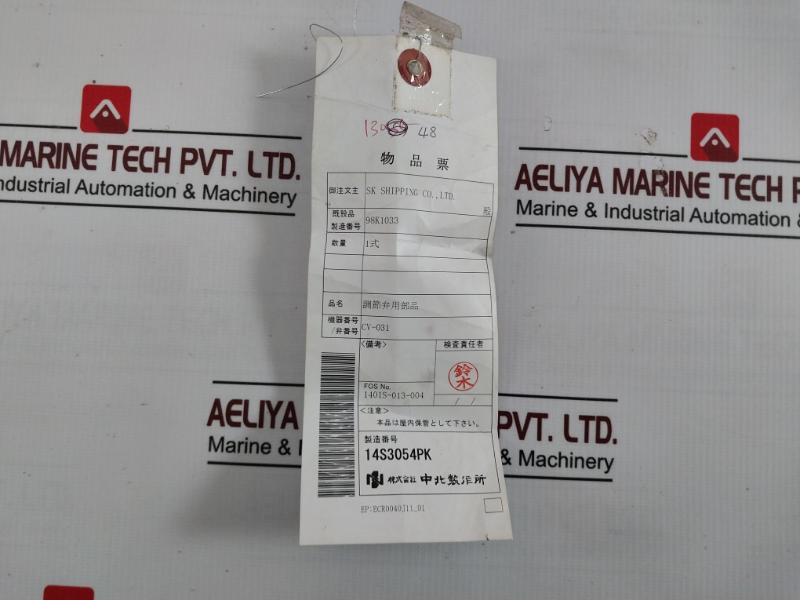 48
物品票
御注文主 SK SHIPPING CO.,LTD. 殿
既設品
製造番号 98K1033
数量 1式
品名 調節弁用部品
機器番号
/弁番号 CV-031
<備考> 検査責任者
鈴木
FOS No.
1401S-013-004
<注意>
本品は屋内保管として下さい。
製造番号
14S3054PK
株式会社 中北製作所
EP:ECR0040J11_01
MARINE TECH PVT. LTD.
Industrial Automation & Machinery
AELIYA MARINE TECH P
Marine & Industrial Automation
AELIYA
Marine &
PVT. LTD.
n & Machinery